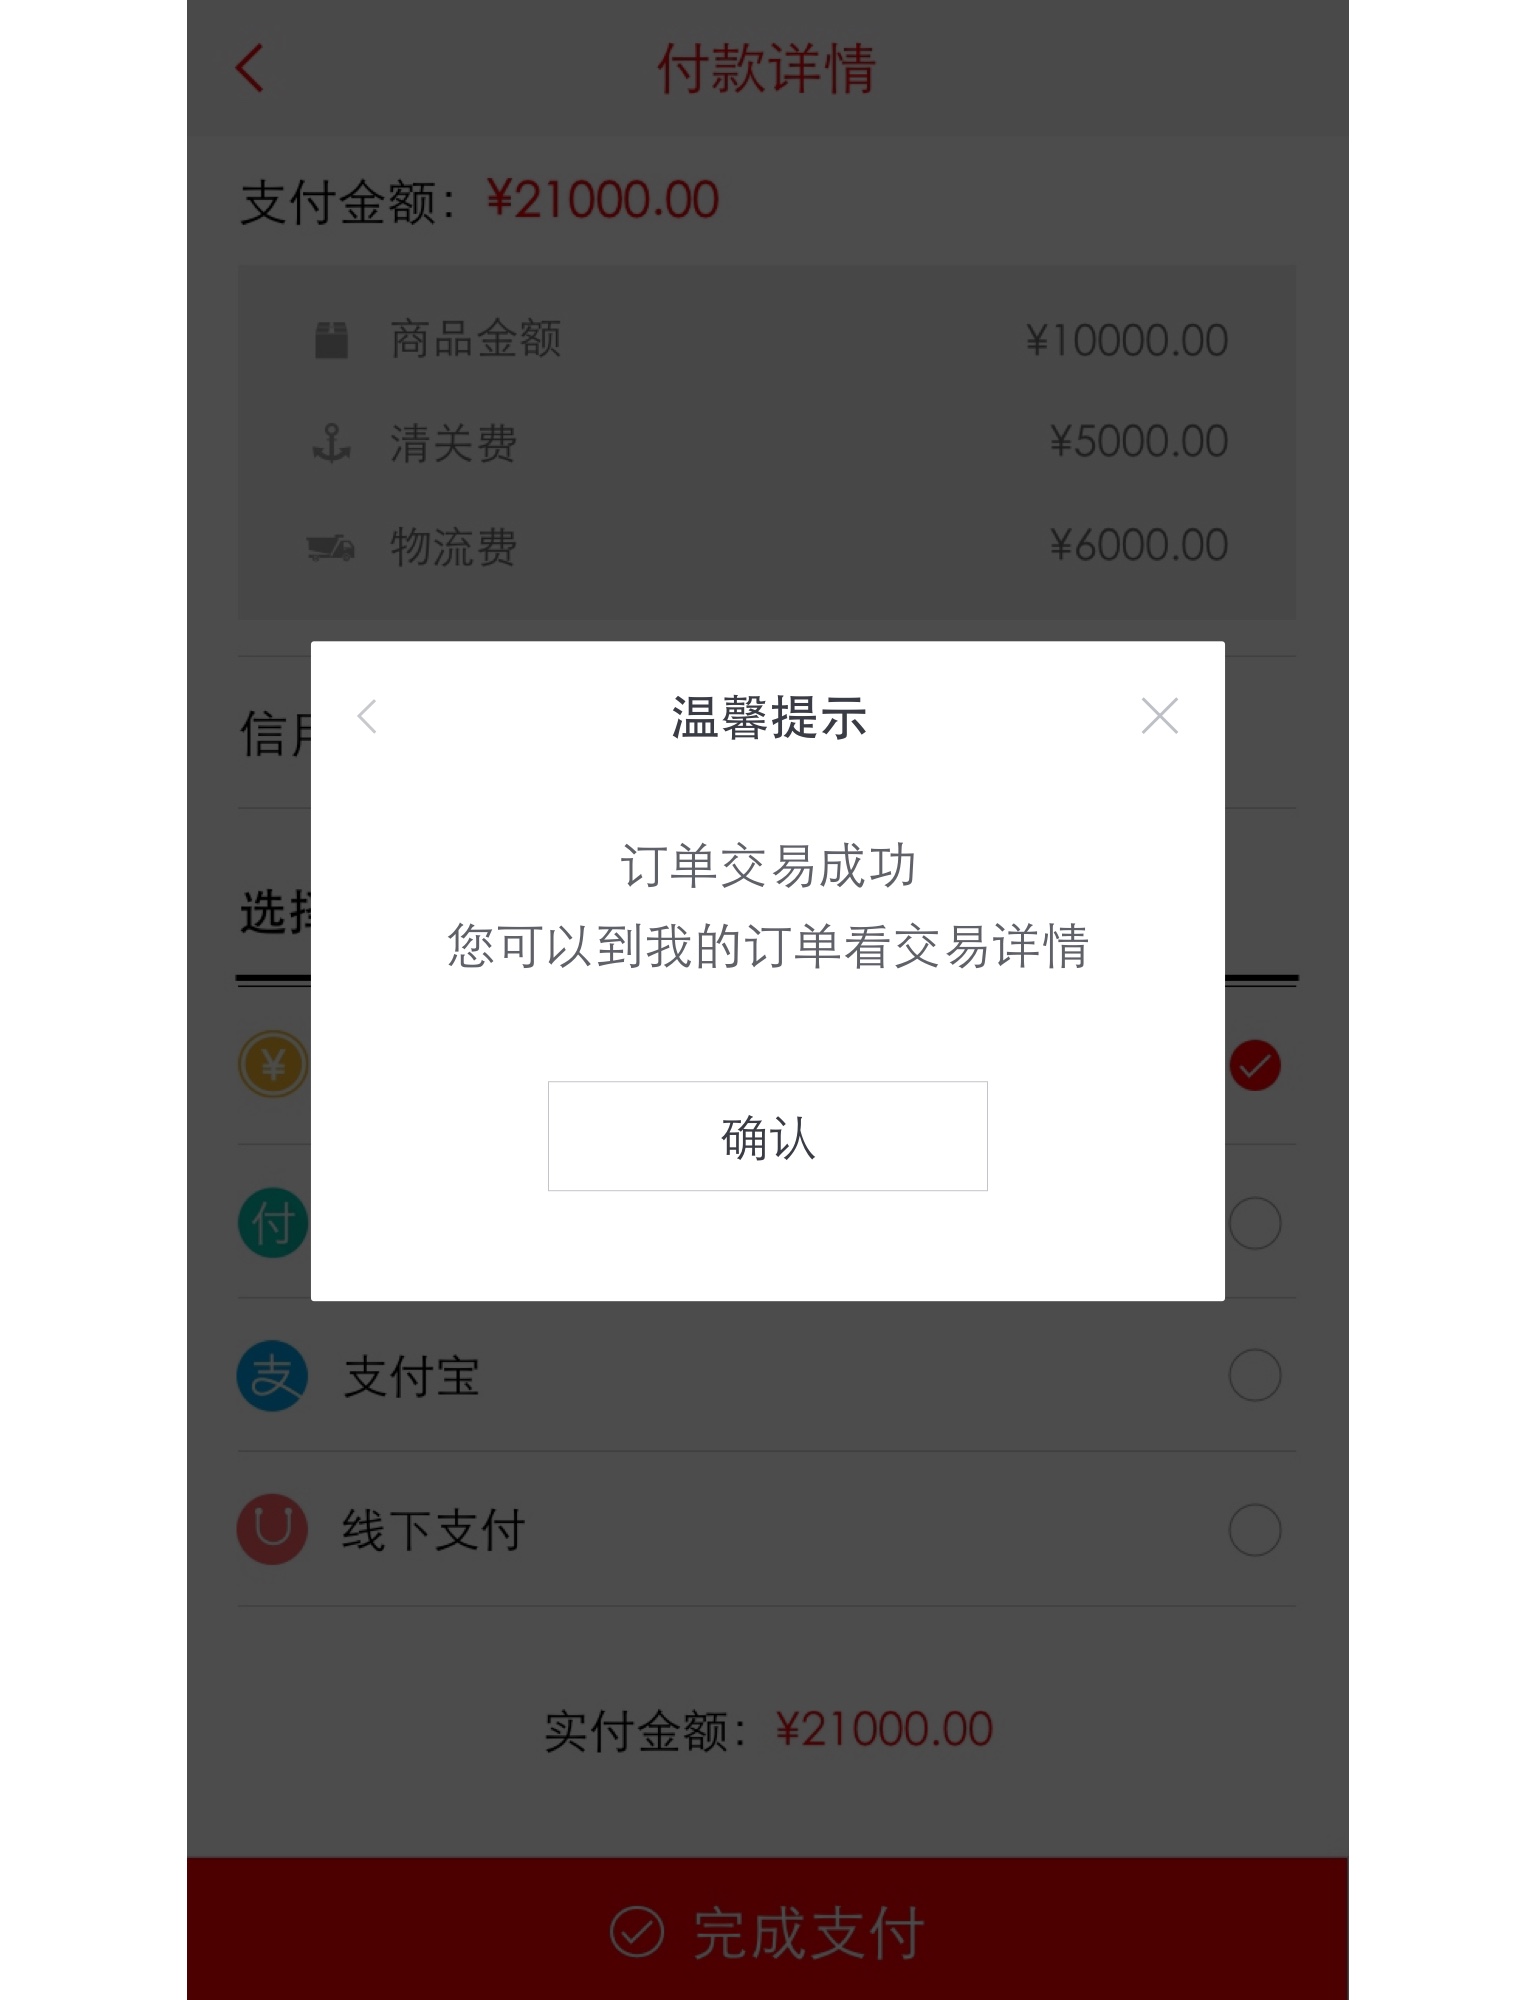 付款详情
支付金额：¥21000.00
商品金额 ¥10000.00
清关费 ¥5000.00
物流费 ¥6000.00
信
温馨提示
订单交易成功
您可以到我的订单看交易详情
确认
选
¥
付
支 支付宝
线下支付
实付金额：¥21000.00
完成支付